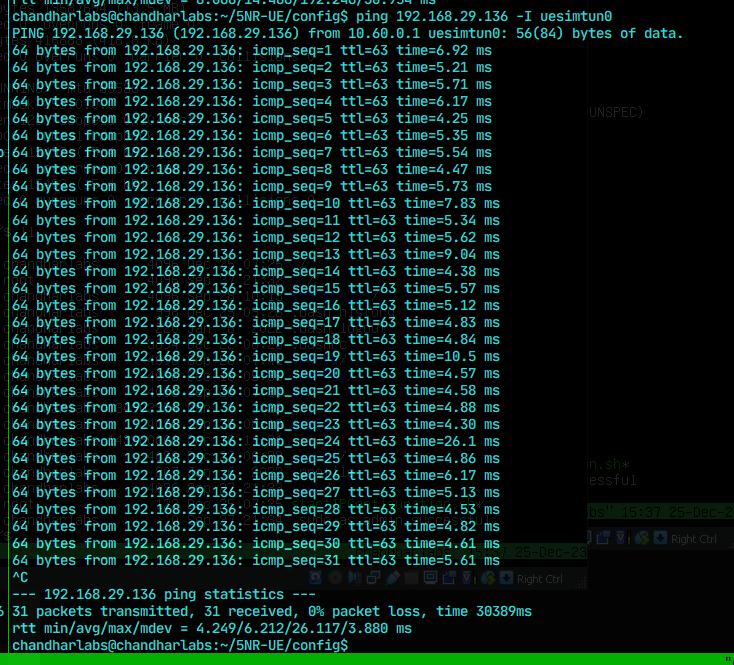 chandharlabs@chandharlabs:~/5NR-UE/config$ ping 192.168.29.136 -I uesimtun0
PING 192.168.29.136 (192.168.29.136) from 10.60.0.1 uesimtun0: 56(84) bytes of data.
64 bytes from 192.168.29.136: icmp_seq=1 ttl=63 time=6.92 ms
64 bytes from 192.168.29.136: icmp_seq=2 ttl=63 time=5.21 ms
64 bytes from 192.168.29.136: icmp_seq=3 ttl=63 time=5.71 ms
64 bytes from 192.168.29.136: icmp_seq=4 ttl=63 time=6.17 ms
64 bytes from 192.168.29.136: icmp_seq=5 ttl=63 time=4.25 ms
64 bytes from 192.168.29.136: icmp_seq=6 ttl=63 time=5.35 ms
64 bytes from 192.168.29.136: icmp_seq=7 ttl=63 time=5.54 ms
64 bytes from 192.168.29.136: icmp_seq=8 ttl=63 time=4.47 ms
64 bytes from 192.168.29.136: icmp_seq=9 ttl=63 time=5.73 ms
64 bytes from 192.168.29.136: icmp_seq=10 ttl=63 time=7.83 ms
64 bytes from 192.168.29.136: icmp_seq=11 ttl=63 time=5.34 ms
64 bytes from 192.168.29.136: icmp_seq=12 ttl=63 time=5.62 ms
64 bytes from 192.168.29.136: icmp_seq=13 ttl=63 time=9.04 ms
64 bytes from 192.168.29.136: icmp_seq=14 ttl=63 time=4.38 ms
64 bytes from 192.168.29.136: icmp_seq=15 ttl=63 time=5.57 ms
64 bytes from 192.168.29.136: icmp_seq=16 ttl=63 time=5.12 ms
64 bytes from 192.168.29.136: icmp_seq=17 ttl=63 time=4.83 ms
64 bytes from 192.168.29.136: icmp_seq=18 ttl=63 time=4.84 ms
64 bytes from 192.168.29.136: icmp_seq=19 ttl=63 time=10.5 ms
64 bytes from 192.168.29.136: icmp_seq=20 ttl=63 time=4.57 ms
64 bytes from 192.168.29.136: icmp_seq=21 ttl=63 time=4.58 ms
64 bytes from 192.168.29.136: icmp_seq=22 ttl=63 time=4.88 ms
64 bytes from 192.168.29.136: icmp_seq=23 ttl=63 time=4.30 ms
64 bytes from 192.168.29.136: icmp_seq=24 ttl=63 time=26.1 ms
64 bytes from 192.168.29.136: icmp_seq=25 ttl=63 time=4.86 ms
64 bytes from 192.168.29.136: icmp_seq=26 ttl=63 time=6.17 ms
64 bytes from 192.168.29.136: icmp_seq=27 ttl=63 time=5.13 ms
64 bytes from 192.168.29.136: icmp_seq=28 ttl=63 time=4.53 ms
64 bytes from 192.168.29.136: icmp_seq=29 ttl=63 time=4.82 ms
64 bytes from 192.168.29.136: icmp_seq=30 ttl=63 time=4.61 ms
64 bytes from 192.168.29.136: icmp_seq=31 ttl=63 time=5.61 ms
^C
--- 192.168.29.136 ping statistics ---
31 packets transmitted, 31 received, 0% packet loss, time 30389ms
rtt min/avg/max/mdev = 4.249/6.212/26.117/3.880 ms
chandharlabs@chandharlabs:~/5NR-UE/config$
UNSPEC)
15:37 25-Dec-2
Right Ctrl
25-Dec-23
Right Ctrl